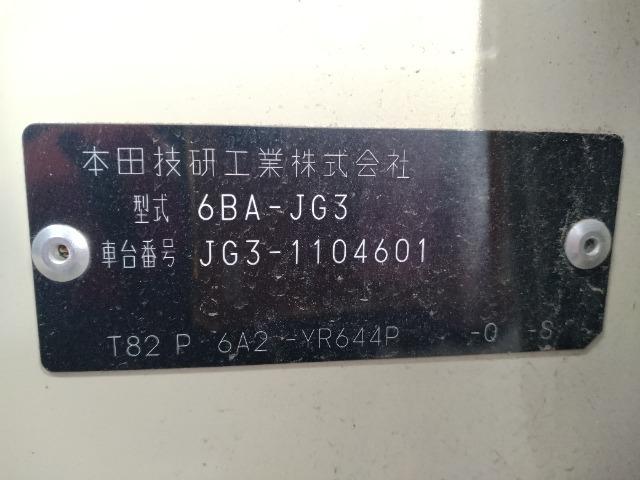 本田技研工業株式会社
型式 6BA-JG3
車台番号 JG3-1104601
T82 P 6A2 -YR644P -Q -S